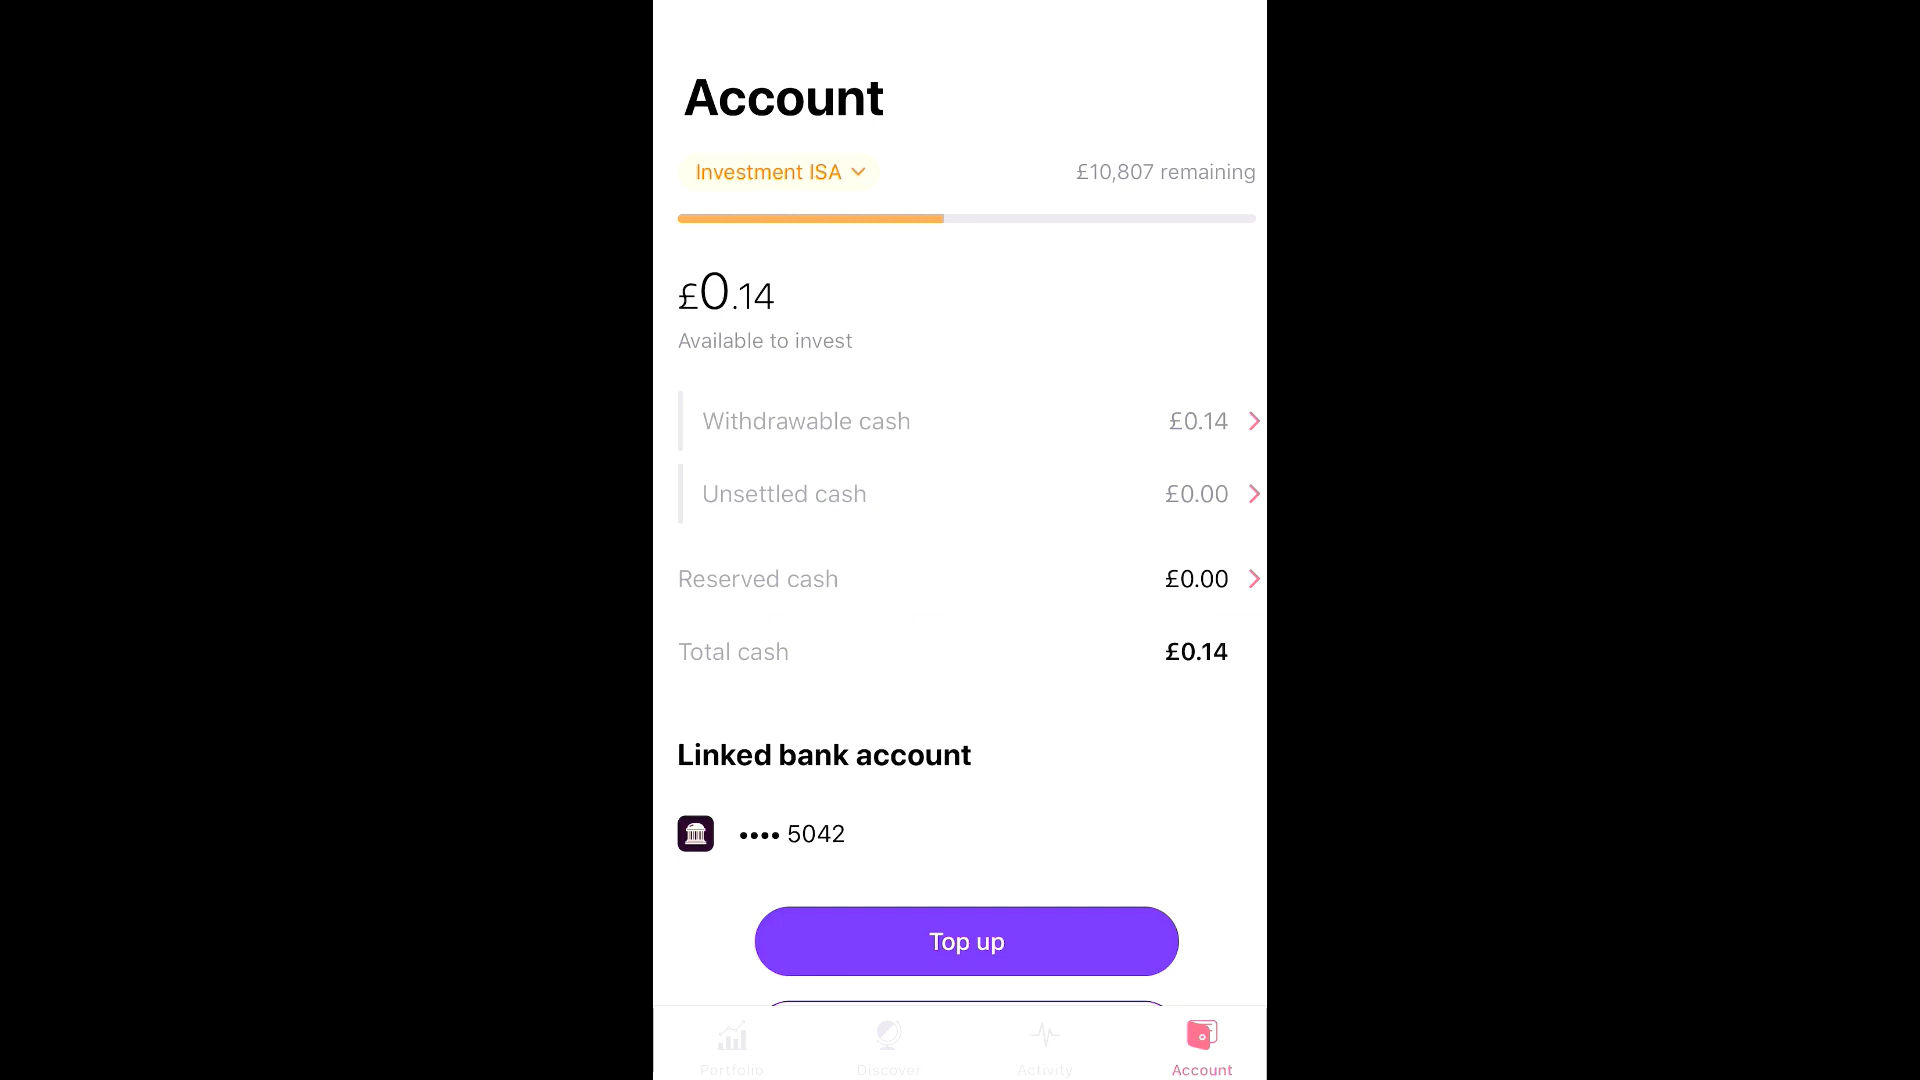 Account
Investment ISA
£10,807 remaining
£0.14
Available to invest
Withdrawable cash £0.14
Unsettled cash £0.00
Reserved cash £0.00
Total cash £0.14
Linked bank account
•••• 5042
Top up
Portfolio Discover Activity Account